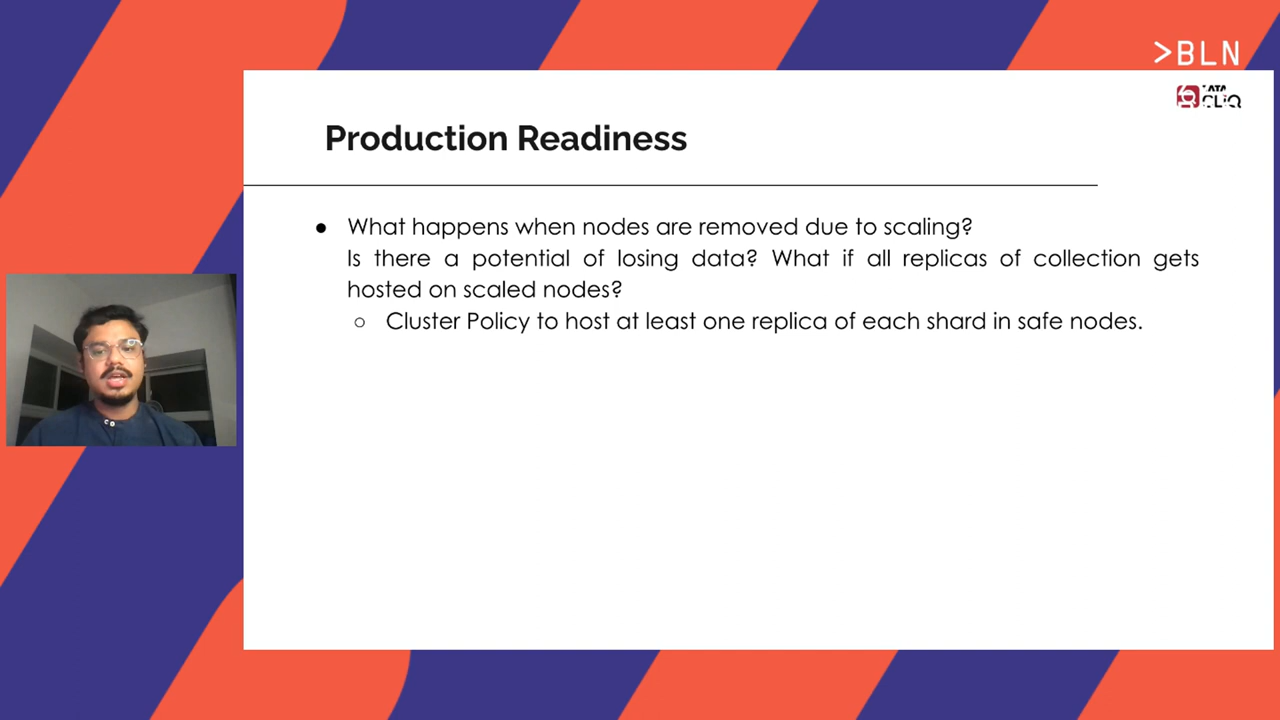 >BLN
TATA
CLiQ
Production Readiness
● What happens when nodes are removed due to scaling?
Is there a potential of losing data? What if all replicas of collection gets
hosted on scaled nodes?
○ Cluster Policy to host at least one replica of each shard in safe nodes.